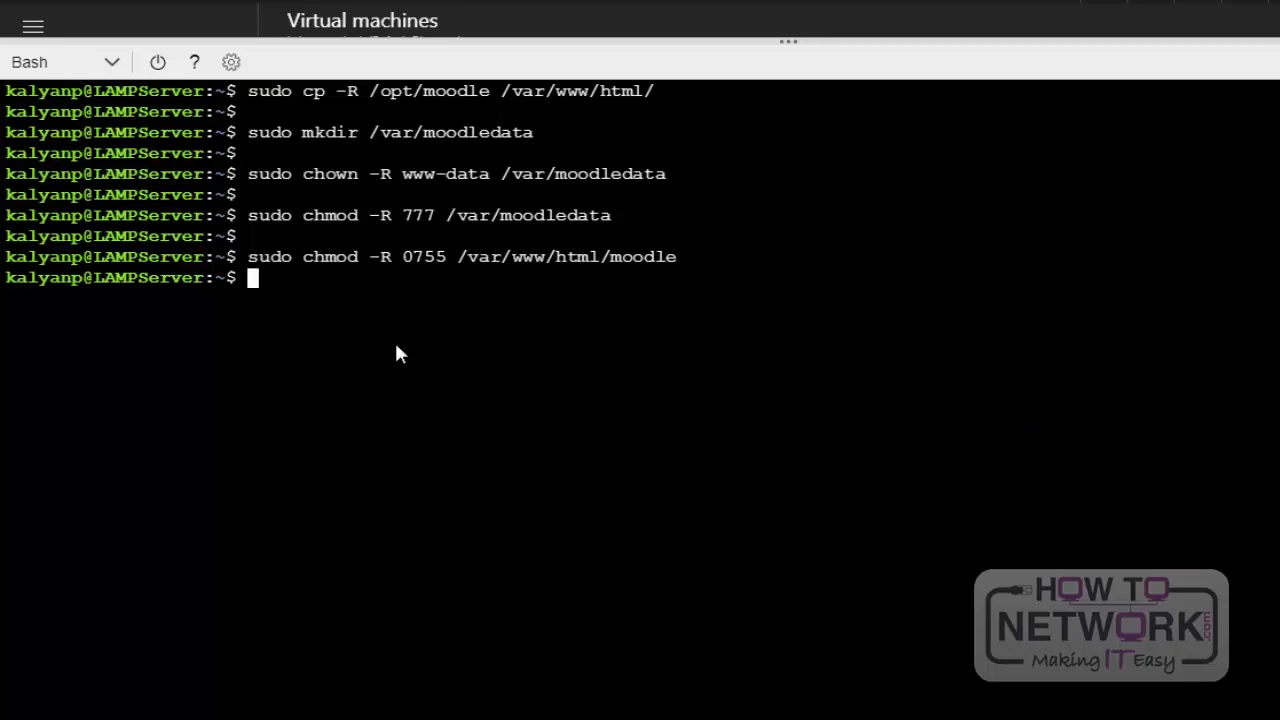 Virtual machines
Bash
?
kalyanp@LAMPServer:~$ sudo cp -R /opt/moodle /var/www/html/
kalyanp@LAMPServer:~$
kalyanp@LAMPServer:~$ sudo mkdir /var/moodledata
kalyanp@LAMPServer:~$
kalyanp@LAMPServer:~$ sudo chown -R www-data /var/moodledata
kalyanp@LAMPServer:~$
kalyanp@LAMPServer:~$ sudo chmod -R 777 /var/moodledata
kalyanp@LAMPServer:~$
kalyanp@LAMPServer:~$ sudo chmod -R 0755 /var/www/html/moodle
kalyanp@LAMPServer:~$
HOW TO
NETWORK.com
Making IT Easy